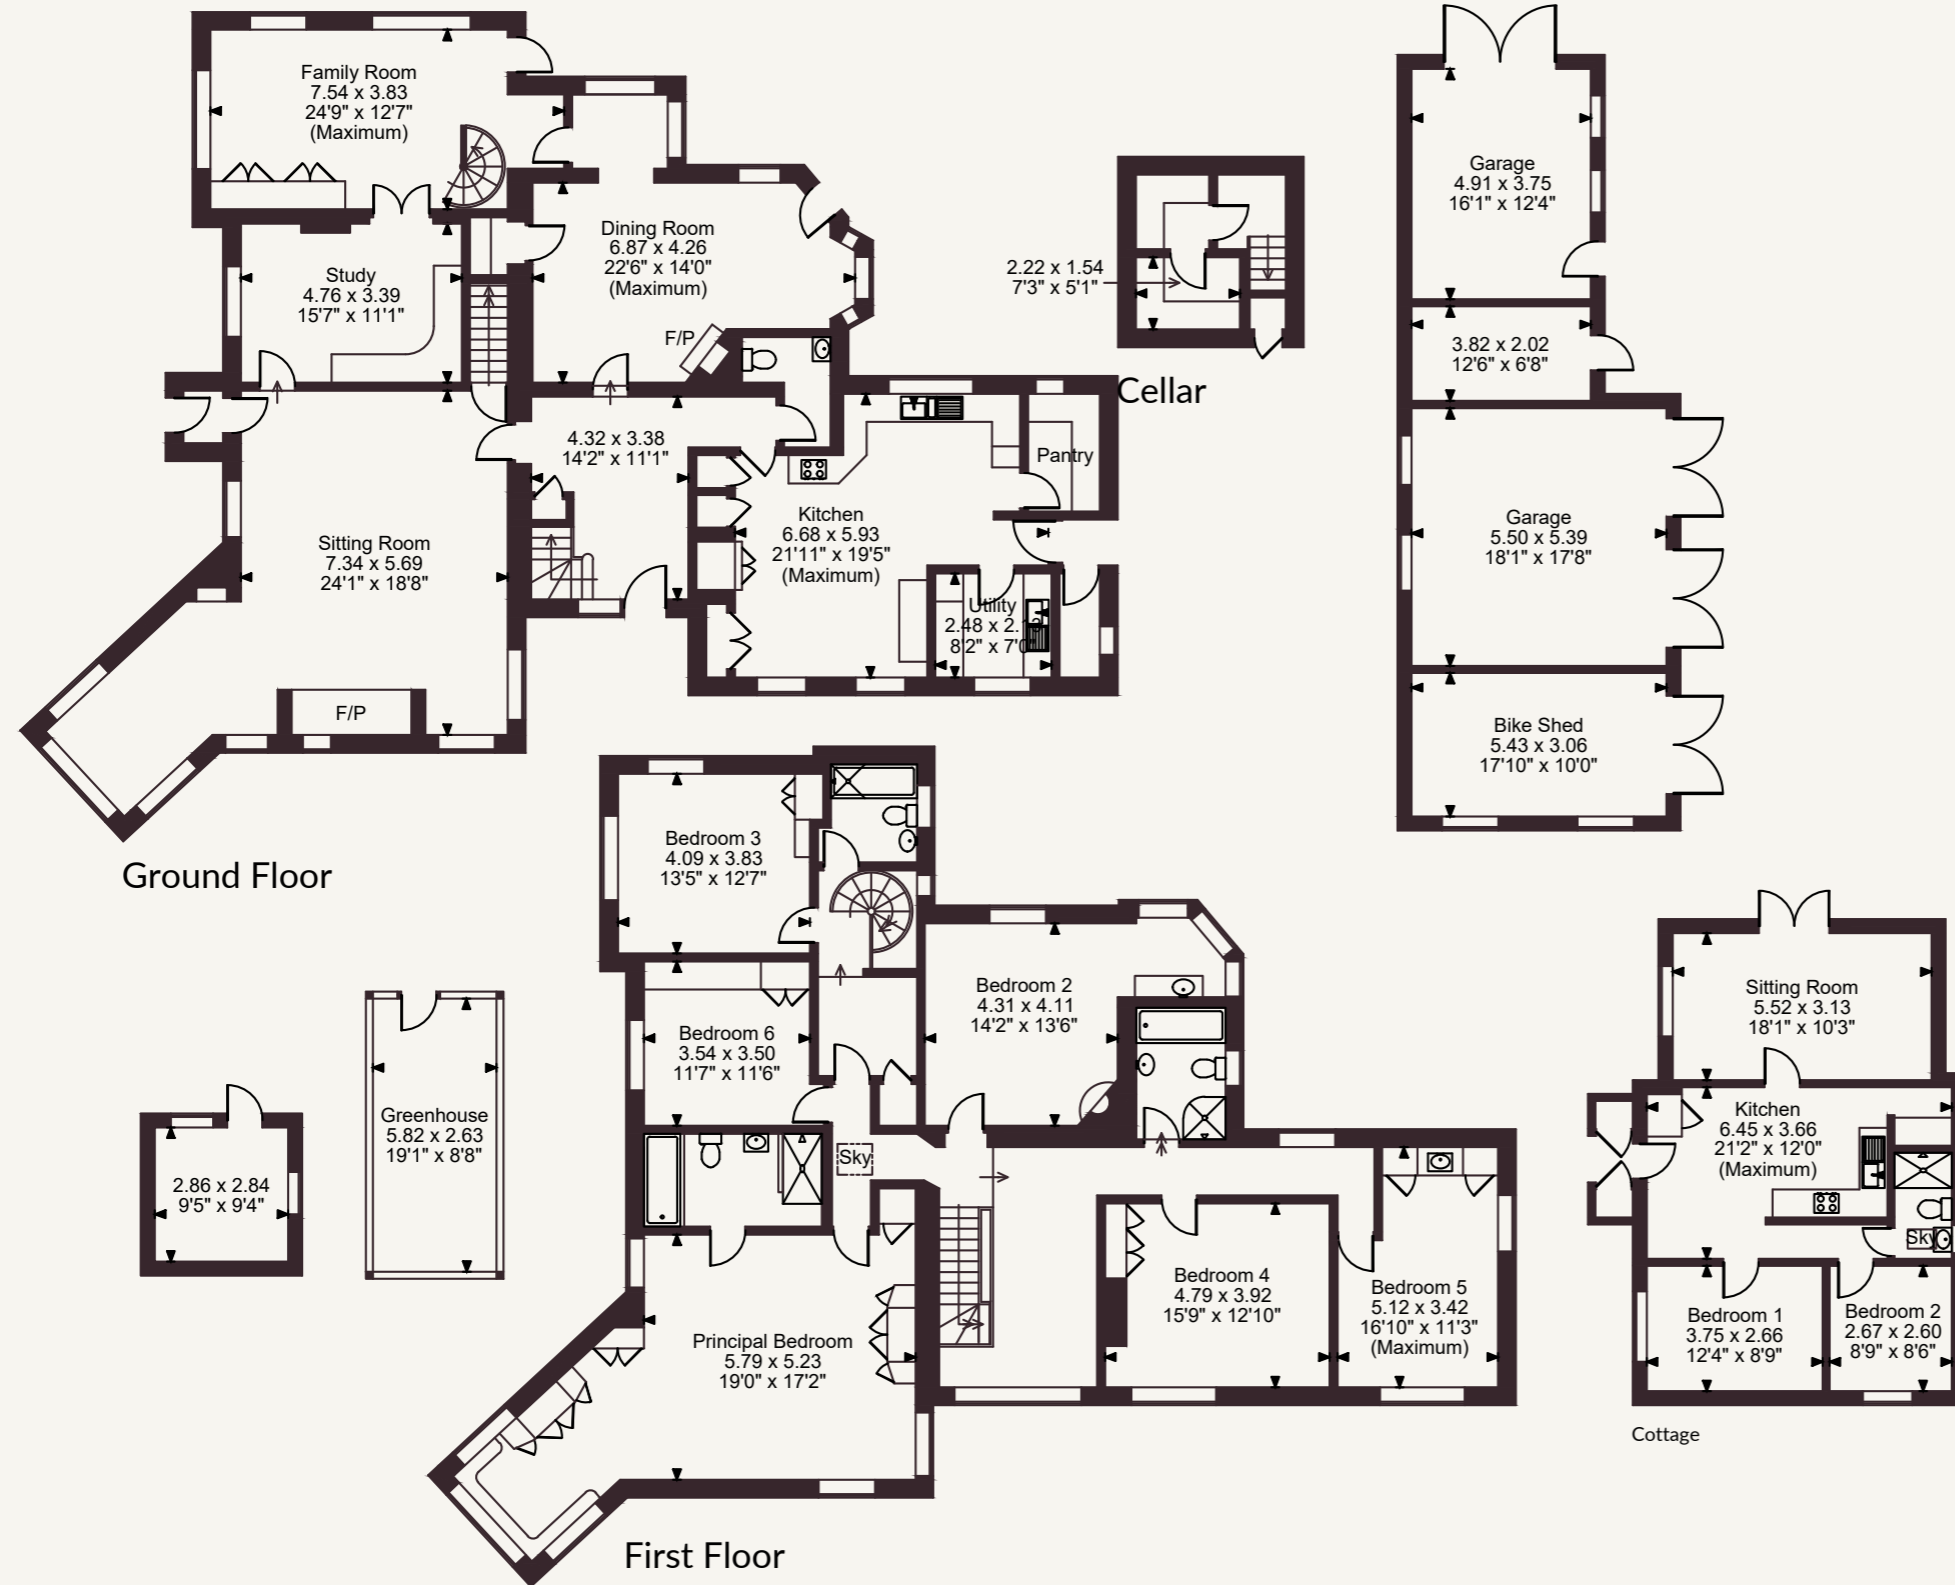 Family Room
7.54 x 3.83
24'9" x 12'7"
(Maximum)
Study
4.76 x 3.39
15'7" x 11'1"
Dining Room
6.87 x 4.26
22'6" x 14'0"
(Maximum)
F/P
4.32 x 3.38
14'2" x 11'1"
Sitting Room
7.34 x 5.69
24'1" x 18'8"
F/P
Kitchen
6.68 x 5.93
21'11" x 19'5"
(Maximum)
Pantry
Utility
2.48 x 2.
8'2" x 7'0"
Ground Floor
2.22 x 1.54
7'3" x 5'1"
Cellar
Garage
4.91 x 3.75
16'1" x 12'4"
3.82 x 2.02
12'6" x 6'8"
Garage
5.50 x 5.39
18'1" x 17'8"
Bike Shed
5.43 x 3.06
17'10" x 10'0"
Bedroom 3
4.09 x 3.83
13'5" x 12'7"
Bedroom 6
3.54 x 3.50
11'7" x 11'6"
Bedroom 2
4.31 x 4.11
14'2" x 13'6"
Sky
Principal Bedroom
5.79 x 5.23
19'0" x 17'2"
Bedroom 4
4.79 x 3.92
15'9" x 12'10"
Bedroom 5
5.12 x 3.42
16'10" x 11'3"
(Maximum)
First Floor
2.86 x 2.84
9'5" x 9'4"
Greenhouse
5.82 x 2.63
19'1" x 8'8"
Sitting Room
5.52 x 3.13
18'1" x 10'3"
Kitchen
6.45 x 3.66
21'2" x 12'0"
(Maximum)
Sky
Bedroom 1
3.75 x 2.66
12'4" x 8'9"
Bedroom 2
2.67 x 2.60
8'9" x 8'6"
Cottage